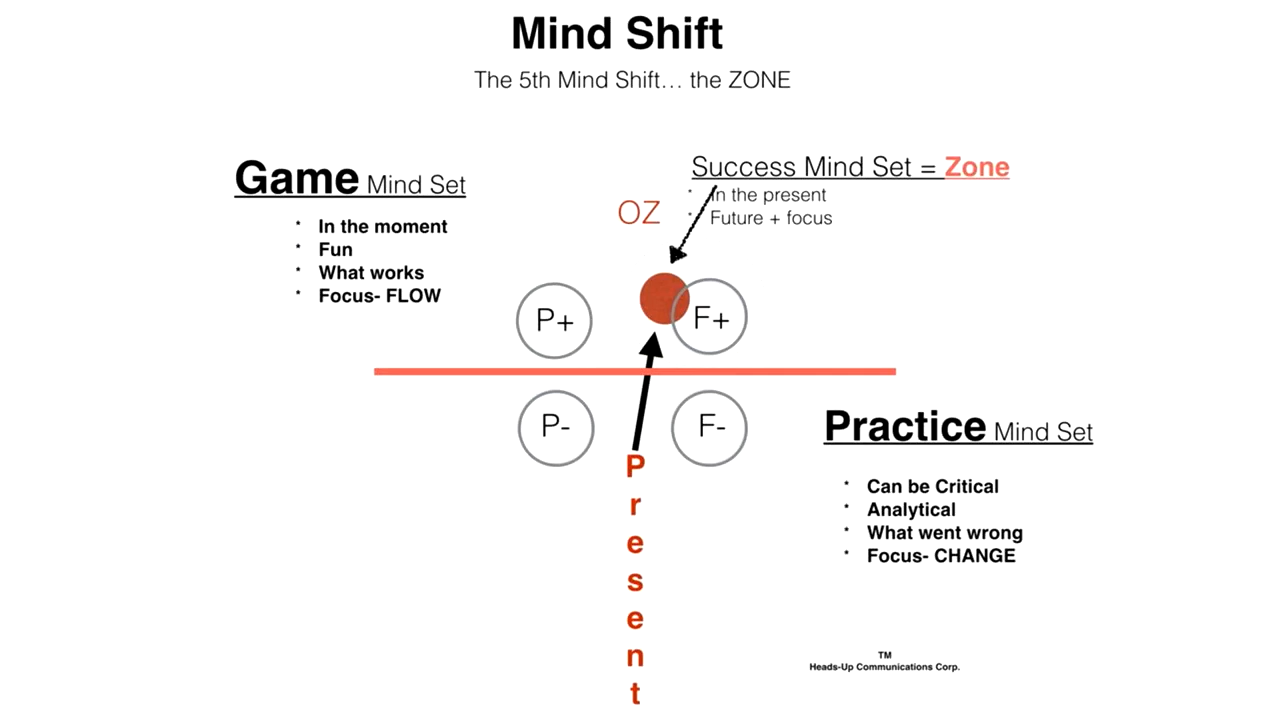 Mind Shift
The 5th Mind Shift... the ZONE
Game Mind Set
* In the moment
* Fun
* What works
* Focus- FLOW
Success Mind Set = Zone
* In the present
* Future + focus
OZ
P+
F+
P-
F-
Present
Practice Mind Set
* Can be Critical
* Analytical
* What went wrong
* Focus- CHANGE
TM
Heads-Up Communications Corp.